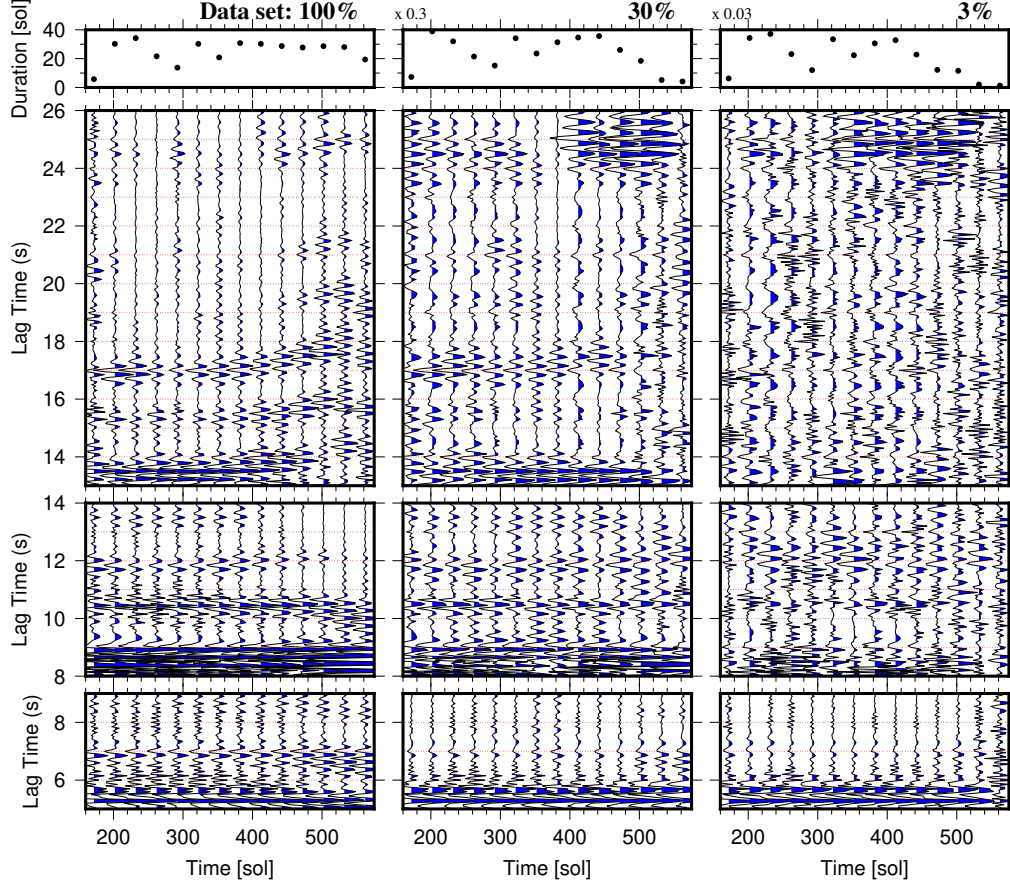 Data set: 100% x 0.3 30% x 0.03 3%
Duration [sol]
40
20
0
Lag Time (s)
26
24
22
20
18
16
14
Lag Time (s)
14
12
10
8
Lag Time (s)
8
6
200 300 400 500 200 300 400 500 200 300 400 500
Time [sol] Time [sol] Time [sol]